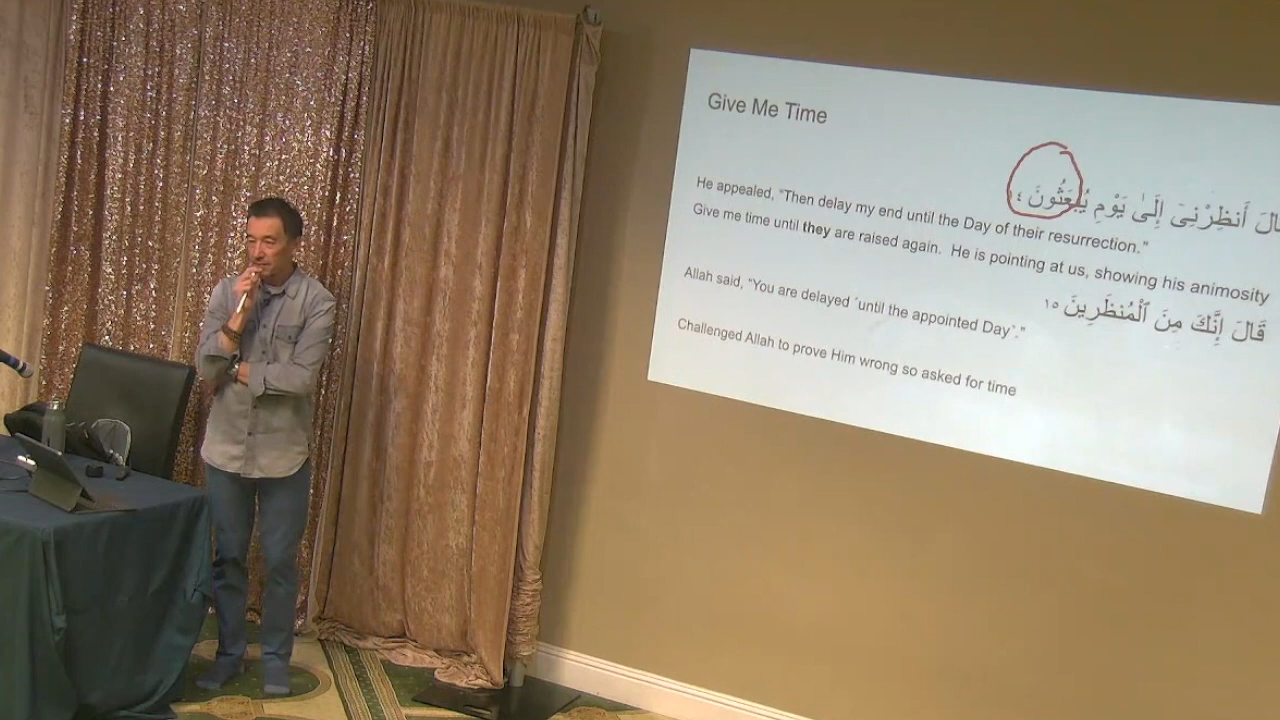 Give Me Time
قَالَ أَنظِرْنِىٓ إِلَىٰ يَوْمِ يُبْعَثُونَ ١٤
He appealed, “Then delay my end until the Day of their resurrection.”
Give me time until they are raised again. He is pointing at us, showing his animosity
قَالَ إِنَّكَ مِنَ ٱلْمُنظَرِينَ ١٥
Allah said, “You are delayed ˹until the appointed Day˺.”
Challenged Allah to prove Him wrong so asked for time